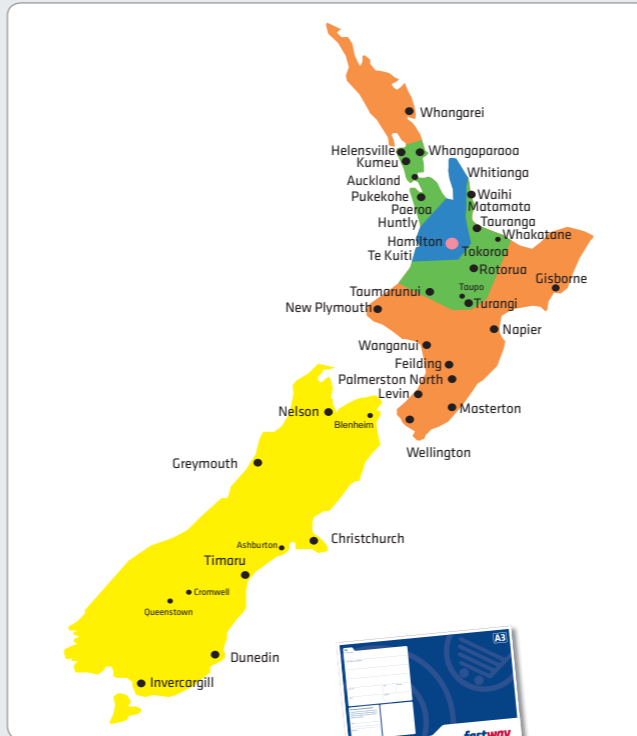 Whangarei
Helensville
Whangaparaoa
Kumeu
Whitianga
Auckland
Pukekohe
Waihi
Paeroa
Matamata
Huntly
Tauranga
Whakatane
Hamilton
Te Kuiti
Tokoroa
Rotorua
Gisborne
Taumarunui
Taupo
New Plymouth
Turangi
Napier
Wanganui
Feilding
Palmerston North
Levin
Masterton
Nelson
Blenheim
Wellington
Greymouth
Christchurch
Ashburton
Timaru
Cromwell
Queenstown
Dunedin
Invercargill
A3
fastway